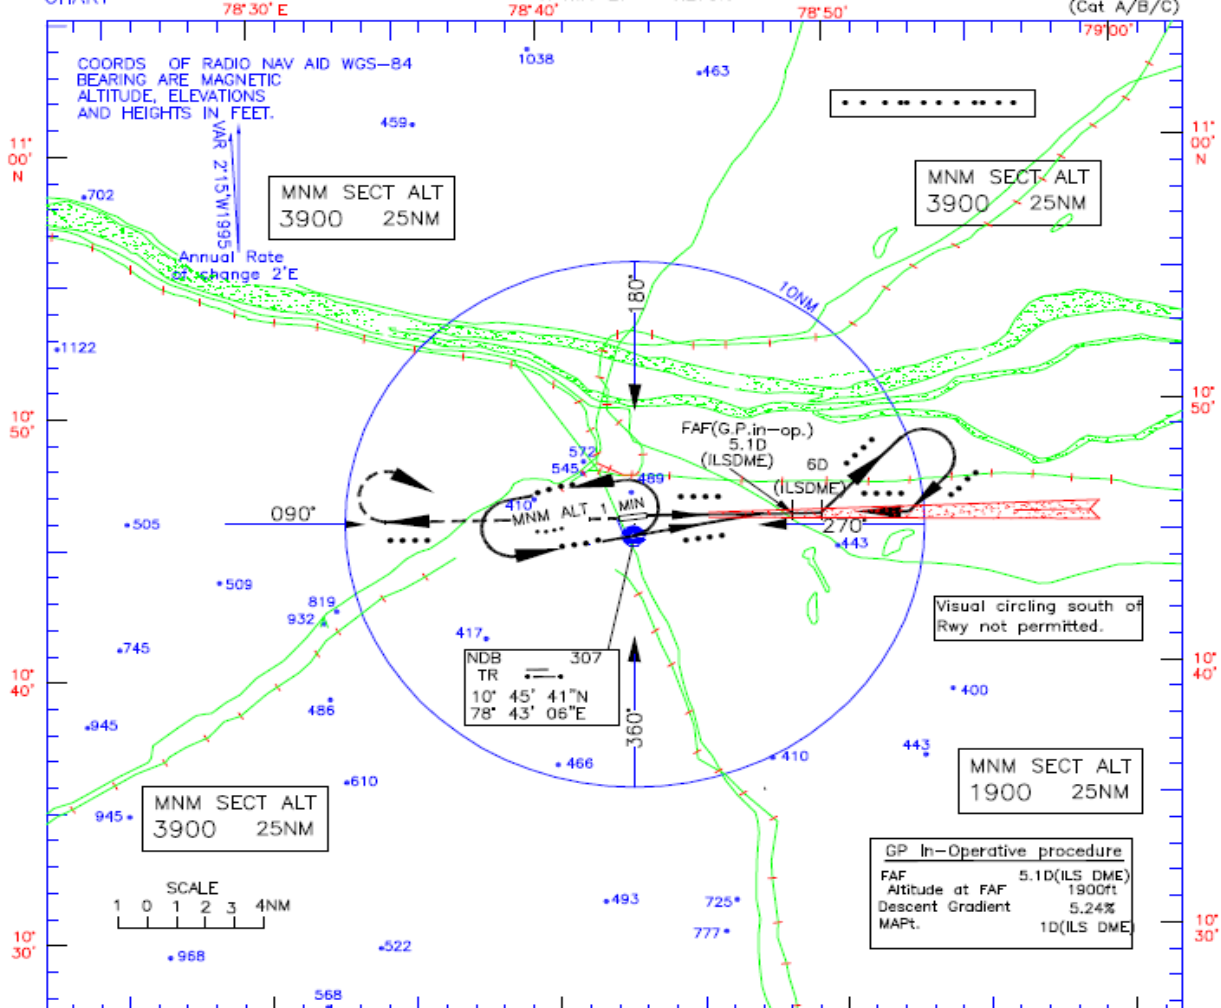 CHART
78°30' E
78°40'
78°50'
(Cat A/B/C)
79°00'
COORDS OF RADIO NAV AID WGS-84
BEARING ARE MAGNETIC
ALTITUDE, ELEVATIONS
AND HEIGHTS IN FEET.
1038
463
459
VAR 2°15'W1995
Annual Rate
of change 2'E
11°
00'
N
11°
00'
N
702
MNM SECT ALT
3900 25NM
MNM SECT ALT
3900 25NM
180°
10NM
1122
10°
50'
10°
50'
FAF(G.P.in-op.)
5.1D
(ILSDME)
6D
(ILSDME)
572
545
489
410
MNM ALT 1 MIN
505
090°
270°
443
509
819
932
417
745
Visual circling south of
Rwy not permitted.
NDB 307
TR
10° 45' 41"N
78° 43' 06"E
360°
10°
40'
10°
40'
400
486
945
443
466
410
610
MNM SECT ALT
1900 25NM
MNM SECT ALT
3900 25NM
945
GP In-Operative procedure
FAF 5.1D(ILS DME)
Altitude at FAF 1900ft
Descent Gradient 5.24%
MAPt. 1D(ILS DME)
SCALE
1 0 1 2 3 4NM
493
725
777
10°
30'
10°
30'
522
968
568